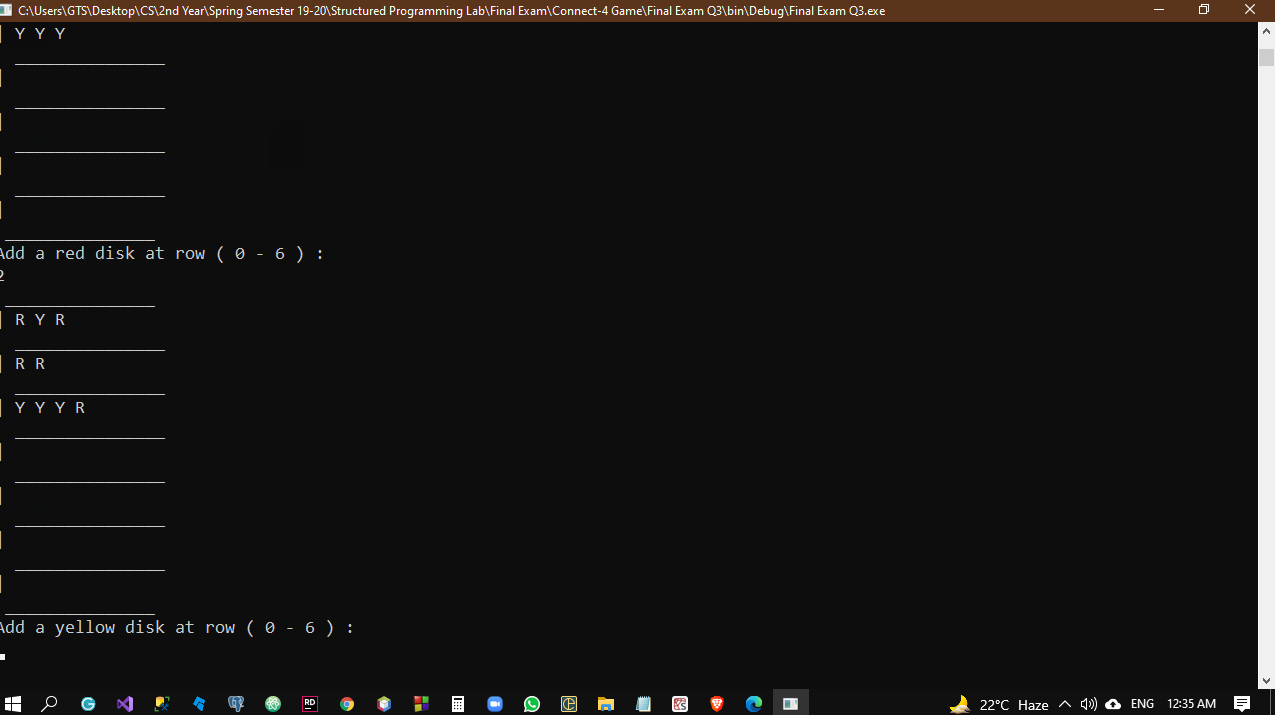 C:\Users\GTS\Desktop\CS\2nd Year\Spring Semester 19-20\Structured Programming Lab\Final Exam\Connect-4 Game\Final Exam Q3\bin\Debug\Final Exam Q3.exe
| Y Y Y
_______________
|
_______________
|
_______________
|
_______________
|
_______________
Add a red disk at row ( 0 - 6 ) :
2
_______________
| R Y R
_______________
| R R
_______________
| Y Y Y R
_______________
|
_______________
|
_______________
|
_______________
|
_______________
Add a yellow disk at row ( 0 - 6 ) :
RD
22°C Haze ENG 12:35 AM